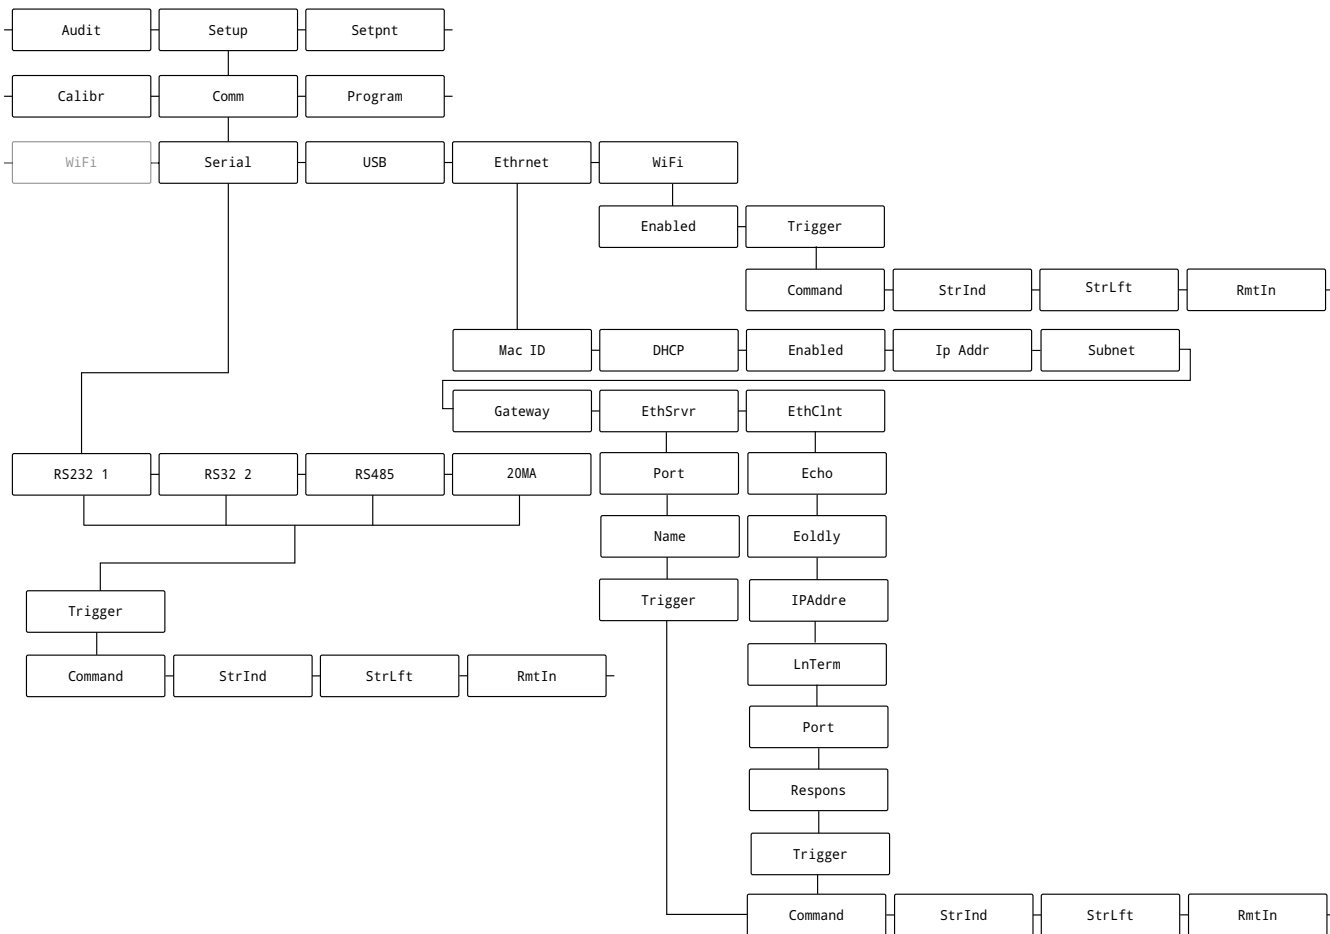 Audit Setup Setpnt
Calibr Comm Program
WiFi Serial USB Ethrnet WiFi
Enabled Trigger
Command StrInd StrLft RmtIn
Mac ID DHCP Enabled Ip Addr Subnet
Gateway EthSrvr EthClnt
RS232 1 RS32 2 RS485 20MA Port Echo
Name Eoldly
Trigger Trigger IPAddre
LnTerm
Command StrInd StrLft RmtIn
Port
Respons
Trigger
Command StrInd StrLft RmtIn